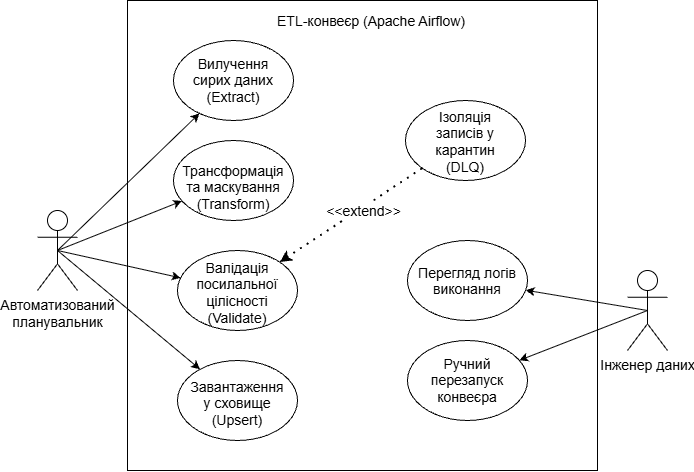 ETL-конвеєр (Apache Airflow)
Вилучення
сирих даних
(Extract)
Ізоляція
записів у
карантин
(DLQ)
Трансформація
та маскування
(Transform)
<<extend>>
Автоматизований
планувальник
Валідація
посилальної
цілісності
(Validate)
Перегляд логів
виконання
Інженер даних
Ручний
перезапуск
конвеєра
Завантаження
у сховище
(Upsert)